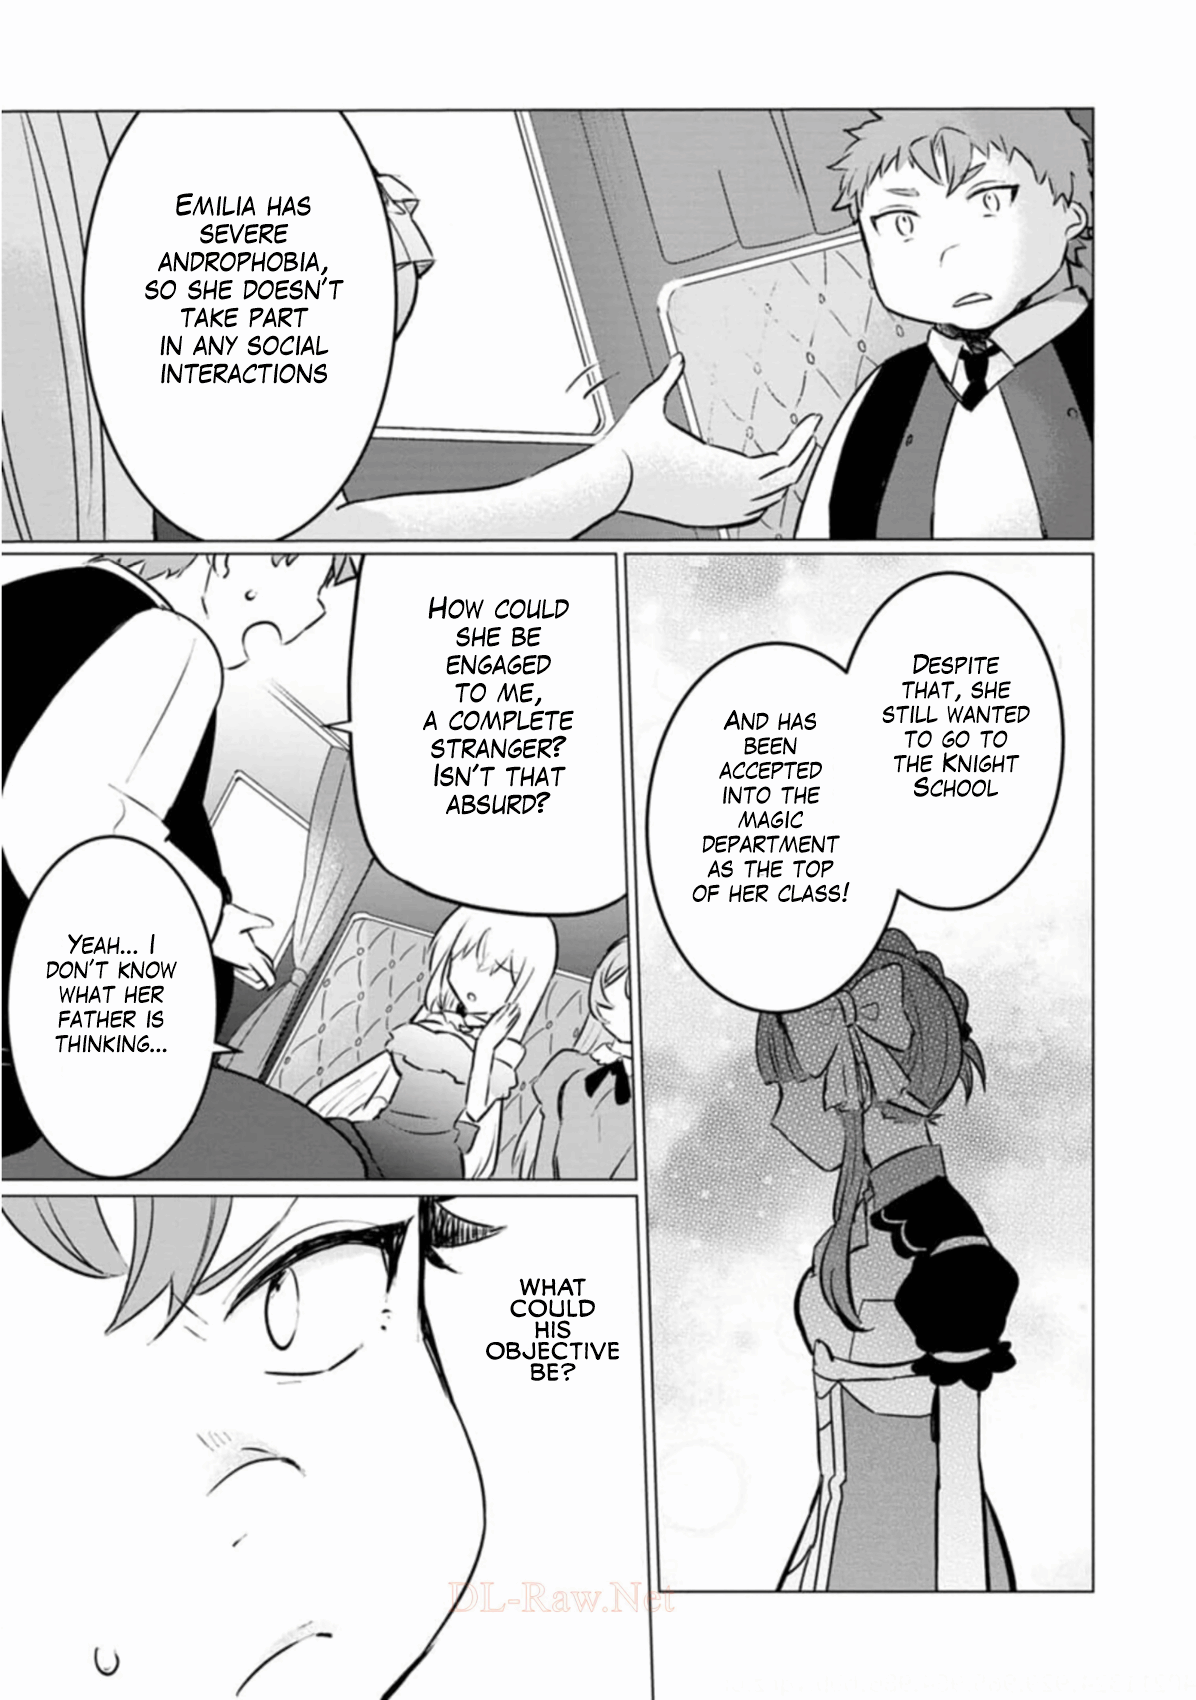 EMILIA HAS
SEVERE
ANDROPHOBIA,
SO SHE DOESN'T
TAKE PART
IN ANY SOCIAL
INTERACTIONS
DESPITE
THAT, SHE
STILL WANTED
TO GO TO
THE KNIGHT
SCHOOL
AND HAS
BEEN
ACCEPTED
INTO THE
MAGIC
DEPARTMENT
AS THE TOP
OF HER CLASS!
HOW COULD
SHE BE
ENGAGED
TO ME,
A COMPLETE
STRANGER?
ISN'T THAT
ABSURD?
YEAH... I
DON'T KNOW
WHAT HER
FATHER IS
THINKING...
WHAT
COULD
HIS
OBJECTIVE
BE?
DL-Raw.Net